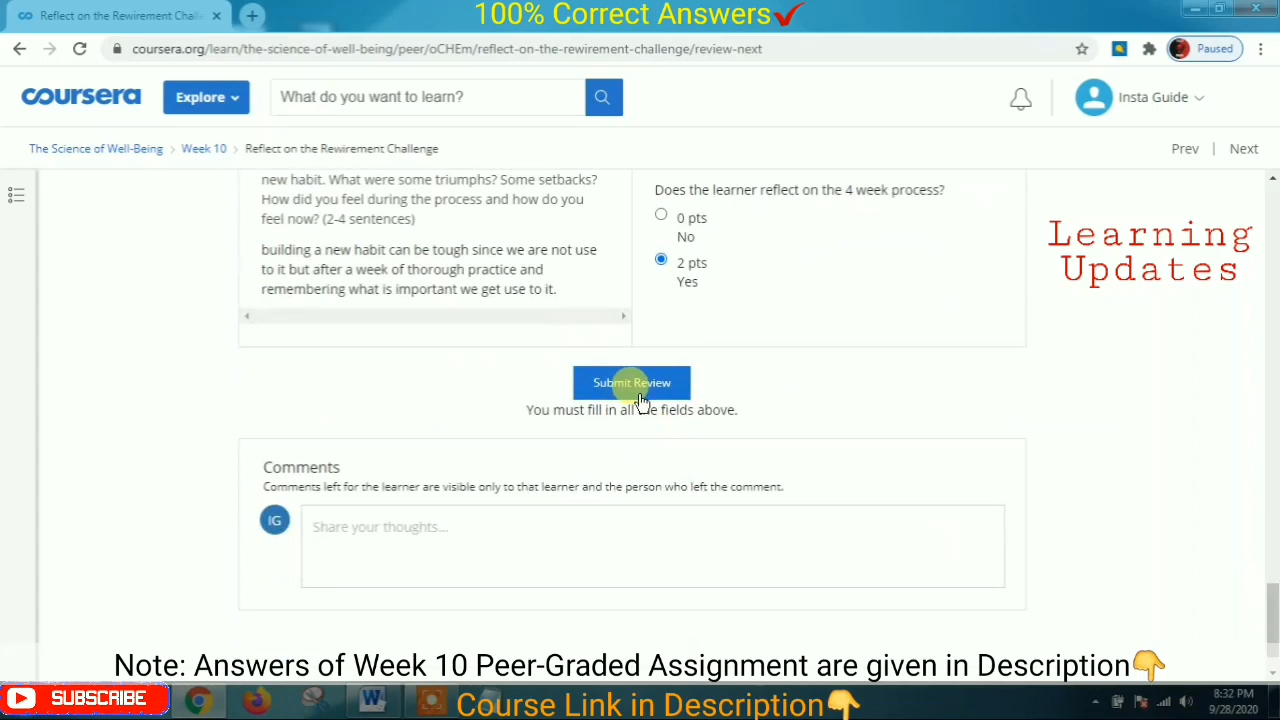 100% Correct Answers
Reflect on the Rewirement Chall
coursera.org/learn/the-science-of-well-being/peer/oCHEm/reflect-on-the-rewirement-challenge/review-next
Paused
coursera
Explore
What do you want to learn?
Insta Guide
The Science of Well-Being > Week 10 > Reflect on the Rewirement Challenge
Prev | Next
new habit. What were some triumphs? Some setbacks?
How did you feel during the process and how do you
feel now? (2-4 sentences)
building a new habit can be tough since we are not use
to it but after a week of thorough practice and
remembering what is important we get use to it.
Does the learner reflect on the 4 week process?
0 pts
No
2 pts
Yes
Learning
Updates
Submit Review
You must fill in all the fields above.
Comments
Comments left for the learner are visible only to that learner and the person who left the comment.
IG
Share your thoughts...
Note: Answers of Week 10 Peer-Graded Assignment are given in Description
SUBSCRIBE
Course Link in Description
8:32 PM
9/28/2020